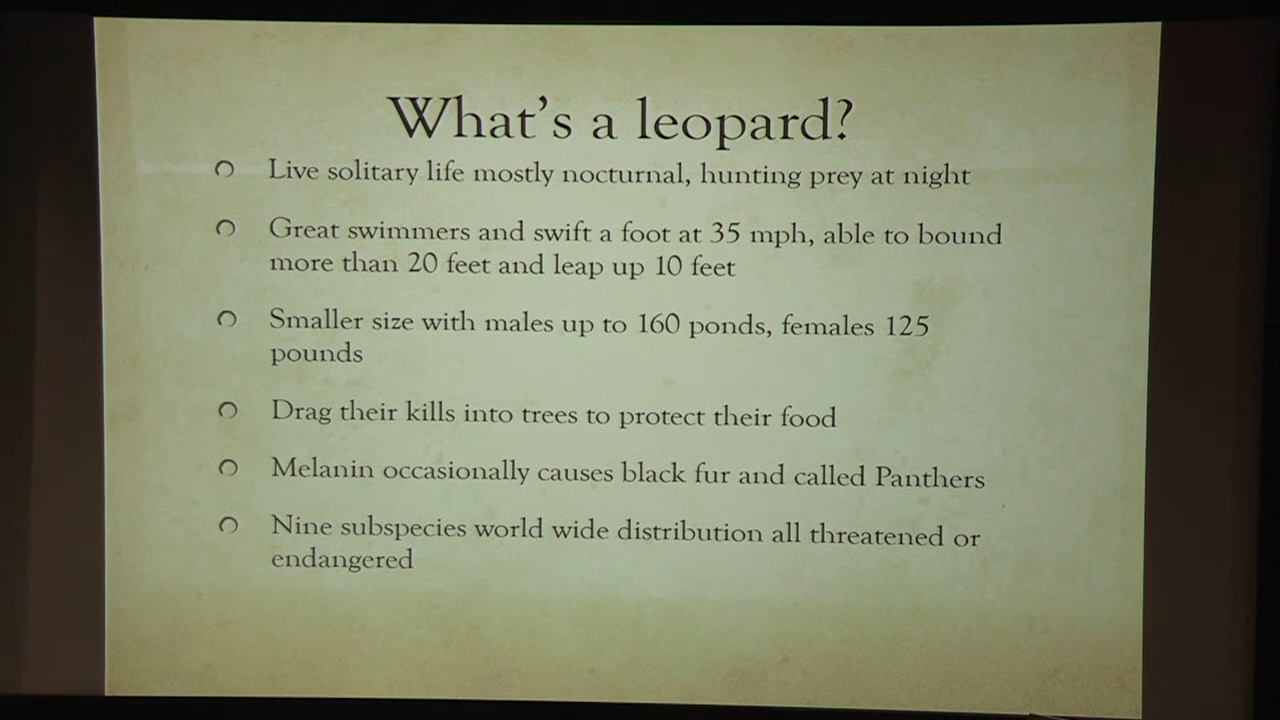 What's a leopard?
Live solitary life mostly nocturnal, hunting prey at night
Great swimmers and swift a foot at 35 mph, able to bound
more than 20 feet and leap up 10 feet
Smaller size with males up to 160 ponds, females 125
pounds
Drag their kills into trees to protect their food
Melanin occasionally causes black fur and called Panthers
Nine subspecies world wide distribution all threatened or
endangered